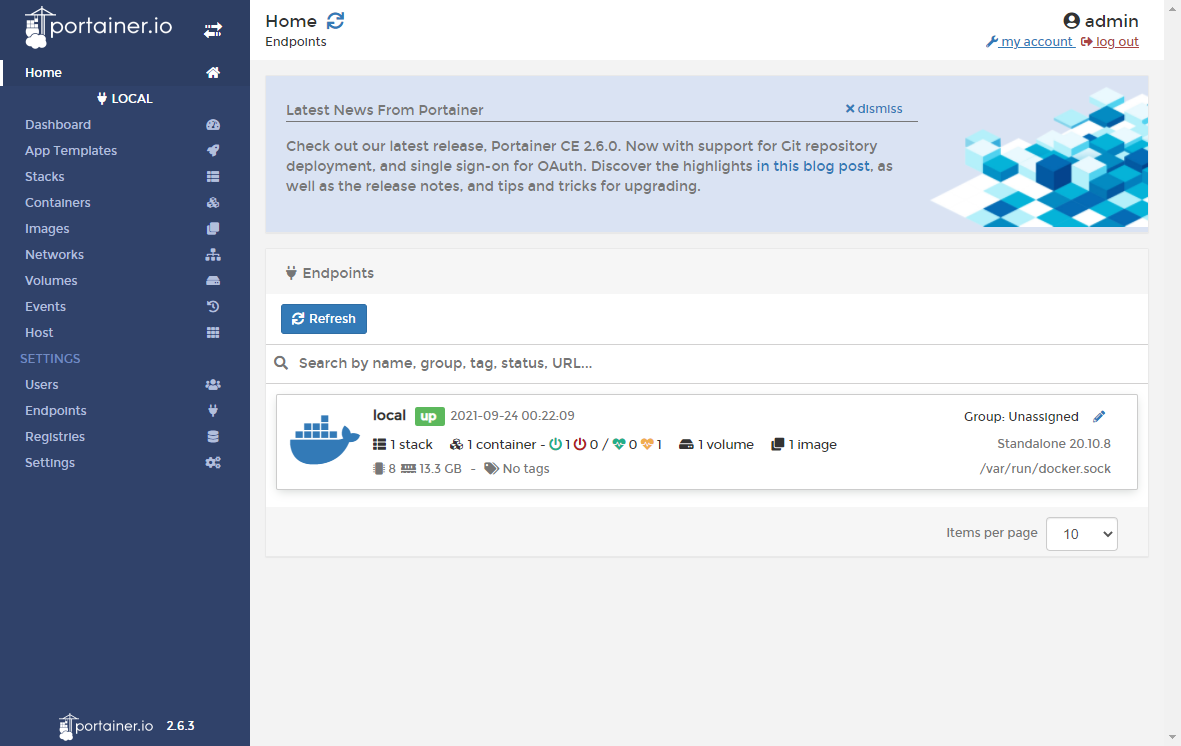 portainer.io
Home
LOCAL
Dashboard
App Templates
Stacks
Containers
Images
Networks
Volumes
Events
Host
SETTINGS
Users
Endpoints
Registries
Settings
portainer.io 2.6.3
Home
Endpoints
admin
my account log out
Latest News From Portainer
dismiss
Check out our latest release, Portainer CE 2.6.0. Now with support for Git repository
deployment, and single sign-on for OAuth. Discover the highlights in this blog post, as
well as the release notes, and tips and tricks for upgrading.
Endpoints
Refresh
Search by name, group, tag, status, URL...
local up 2021-09-24 00:22:09
Group: Unassigned
1 stack 1 container - 1 0 / 0 1 1 volume 1 image
Standalone 20.10.8
8 13.3 GB - No tags
/var/run/docker.sock
Items per page 10